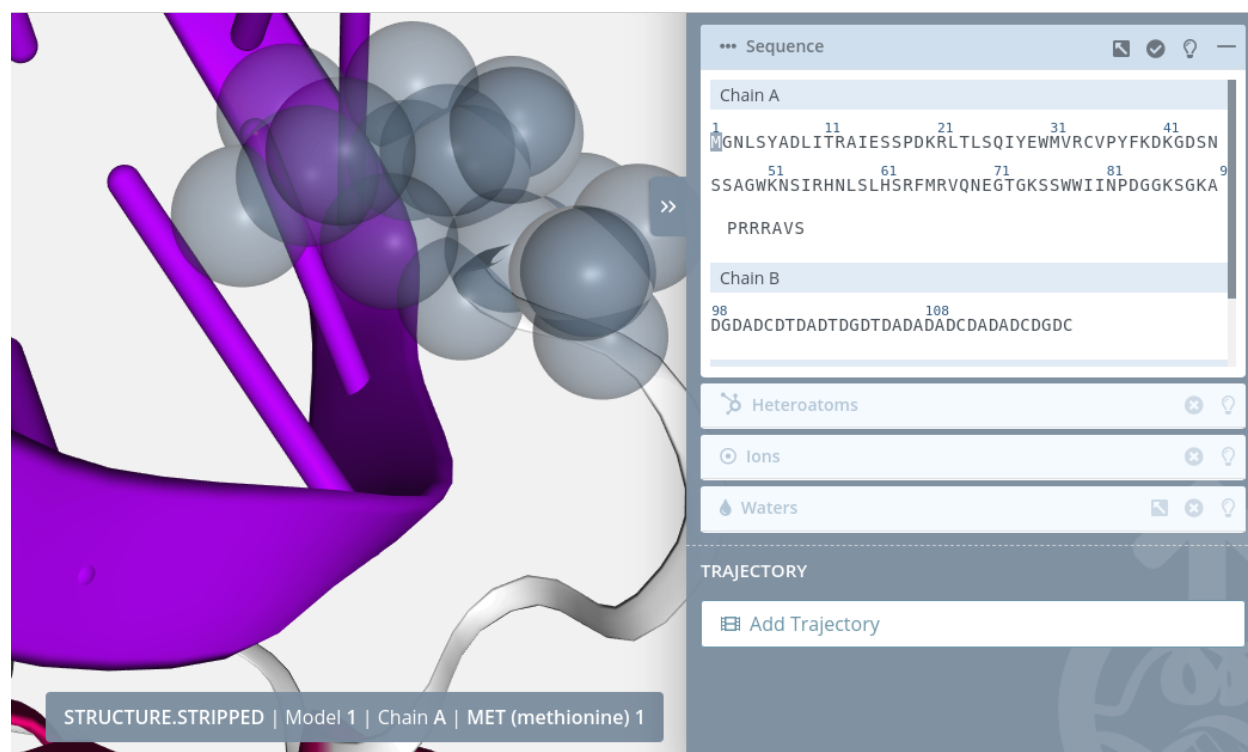 Sequence
Chain A
1 11 21 31 41
MGNLSYADLITRAIESSPDKRLTLSQIYEWMVRCVPYFKDKGDSN
51 61 71 81 9
SSAGWKNSIRHNLSLHSRFMRVQNEGTGKSSWWIINPDGGKSGKA
PRRRAVS
Chain B
98 108
DGDADCDTDADTDGDTDADADADCDADADCDGDC
Heteroatoms
Ions
Waters
TRAJECTORY
Add Trajectory
STRUCTURE.STRIPPED | Model 1 | Chain A | MET (methionine) 1